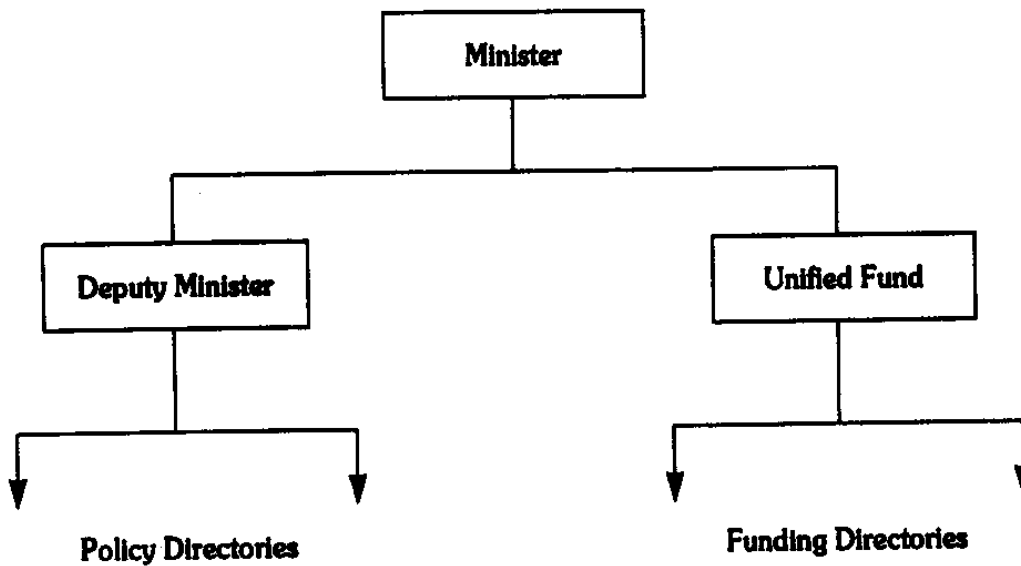 Minister
Deputy Minister
Unified Fund
Policy Directories
Funding Directories